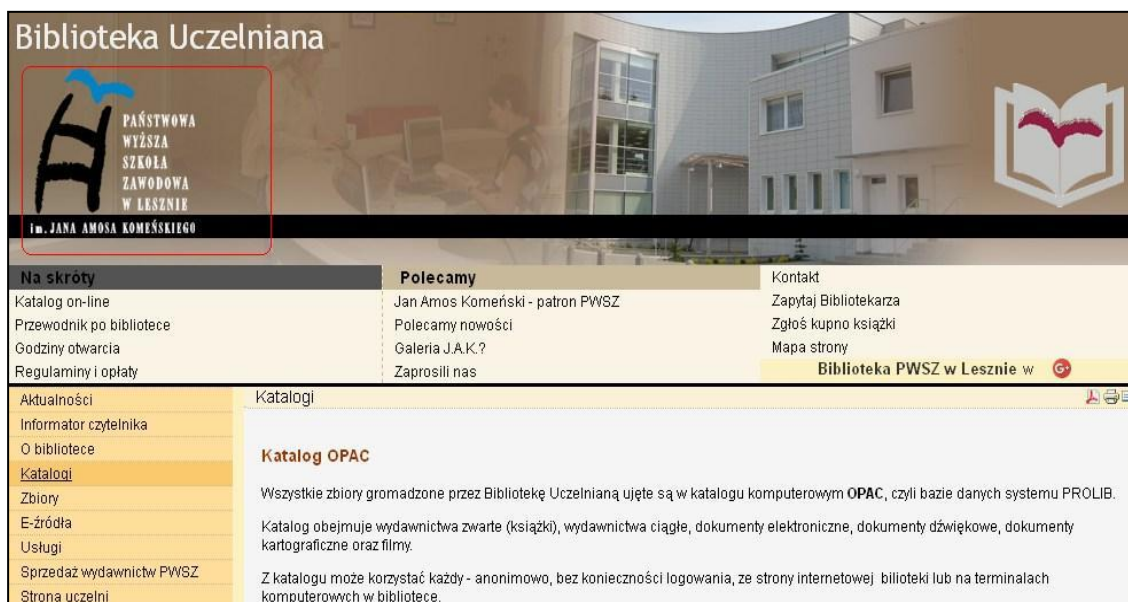 Biblioteka Uczelniana
PAŃSTWOWA
WYŻSZA
SZKOŁA
ZAWODOWA
W LESZNIE
im. JANA AMOSA KOMEŃSKIEGO
Na skróty
Katalog on-line
Przewodnik po bibliotece
Godziny otwarcia
Regulaminy i opłaty
Polecamy
Jan Amos Komeński - patron PWSZ
Polecamy nowości
Galeria J.A.K.?
Zaprosili nas
Kontakt
Zapytaj Bibliotekarza
Zgłoś kupno książki
Mapa strony
Biblioteka PWSZ w Lesznie w G+
Aktualności
Informator czytelnika
O bibliotece
Katalogi
Zbiory
E-źródła
Usługi
Sprzedaż wydawnictw PWSZ
Strona uczelni
Katalogi
Katalog OPAC
Wszystkie zbiory gromadzone przez Bibliotekę Uczelnianą ujęte są w katalogu komputerowym OPAC, czyli bazie danych systemu PROLIB.
Katalog obejmuje wydawnictwa zwarte (książki), wydawnictwa ciągłe, dokumenty elektroniczne, dokumenty dźwiękowe, dokumenty
kartograficzne oraz filmy.
Z katalogu może korzystać każdy - anonimowo, bez konieczności logowania, ze strony internetowej bilioteki lub na terminalach
komputerowych w bibliotece.